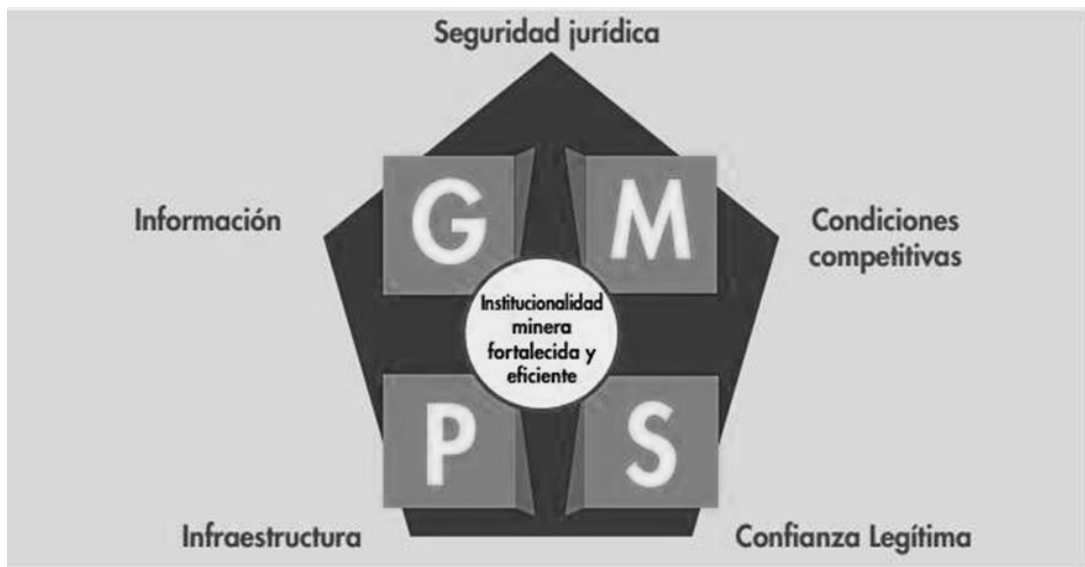 Seguridad jurídica
G M
Información
Condiciones
competitivas
Institucionalidad
minera
fortalecida y
eficiente
P S
Infraestructura
Confianza Legítima